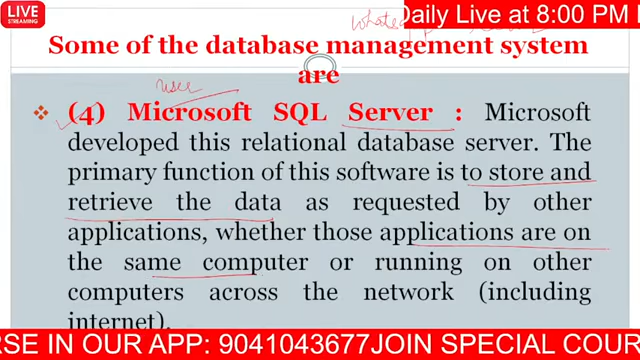 LIVE
STREAMING
Daily Live at 8:00 PM
Some of the database management system
are
user
❖ (4) Microsoft SQL Server : Microsoft
developed this relational database server. The
primary function of this software is to store and
retrieve the data as requested by other
applications, whether those applications are on
the same computer or running on other
computers across the network (including
internet).
RSE IN OUR APP: 9041043677JOIN SPECIAL COUR